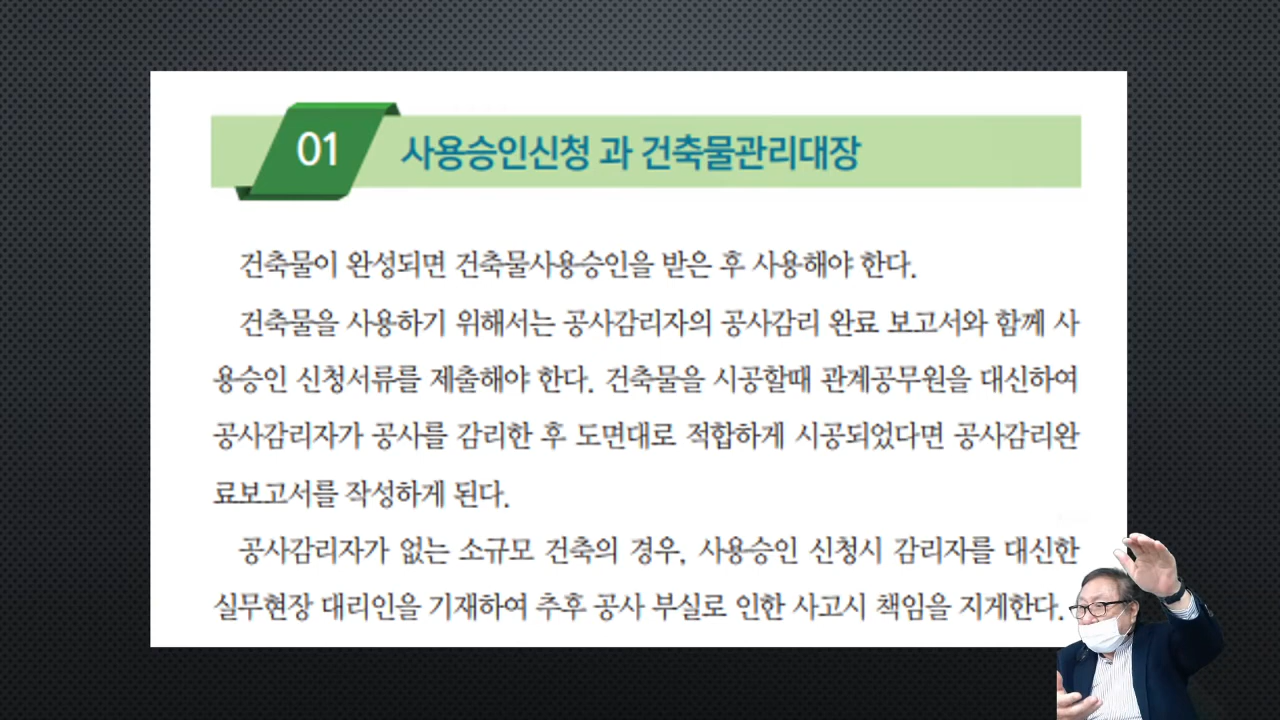 01 사용승인신청 과 건축물관리대장
건축물이 완성되면 건축물사용승인을 받은 후 사용해야 한다.
건축물을 사용하기 위해서는 공사감리자의 공사감리 완료 보고서와 함께 사
용승인 신청서류를 제출해야 한다. 건축물을 시공할때 관계공무원을 대신하여
공사감리자가 공사를 감리한 후 도면대로 적합하게 시공되었다면 공사감리완
료보고서를 작성하게 된다.
공사감리자가 없는 소규모 건축의 경우, 사용승인 신청시 감리자를 대신한
실무현장 대리인을 기재하여 추후 공사 부실로 인한 사고시 책임을 지게한다.